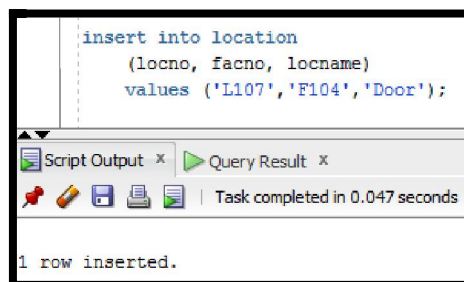 insert into location
(locno, facno, locname)
values ('L107','F104','Door');
Script Output x Query Result x
Task completed in 0.047 seconds
1 row inserted.